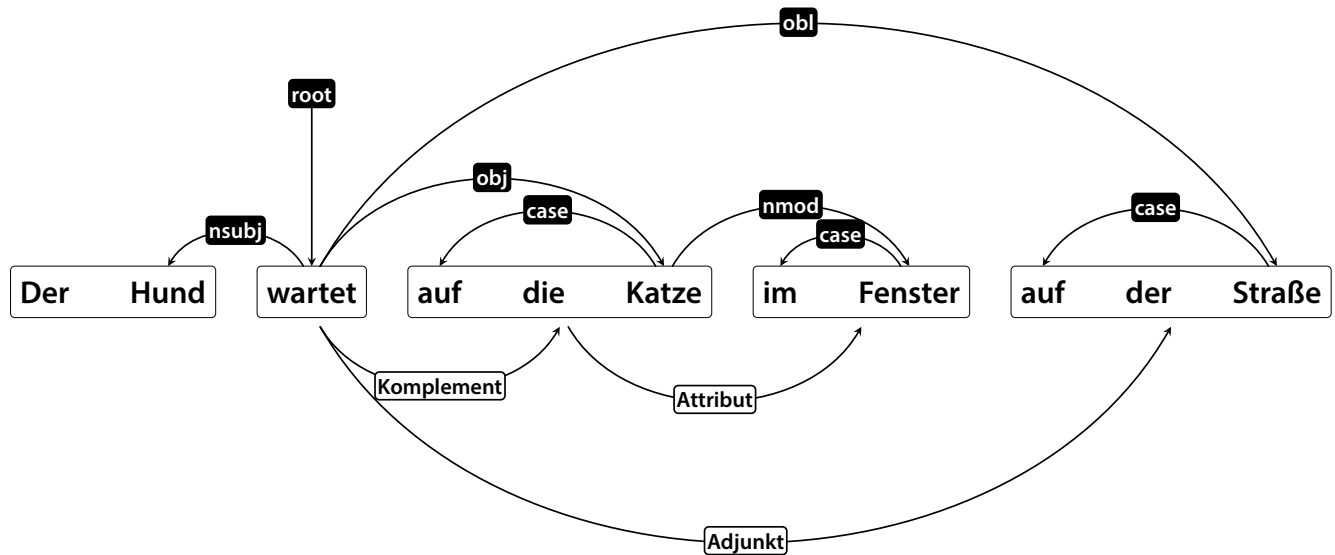 obl
root
obj
case
nmod
case
case
nsubj
Der Hund wartet auf die Katze im Fenster auf der Straße
Komplement
Attribut
Adjunkt